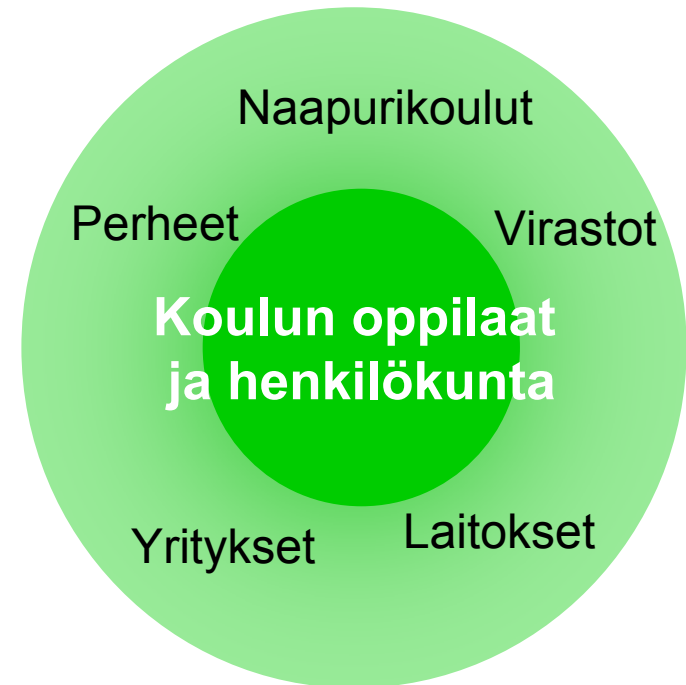 Naapurikoulut
Perheet
Virastot
Koulun oppilaat
ja henkilökunta
Yritykset
Laitokset